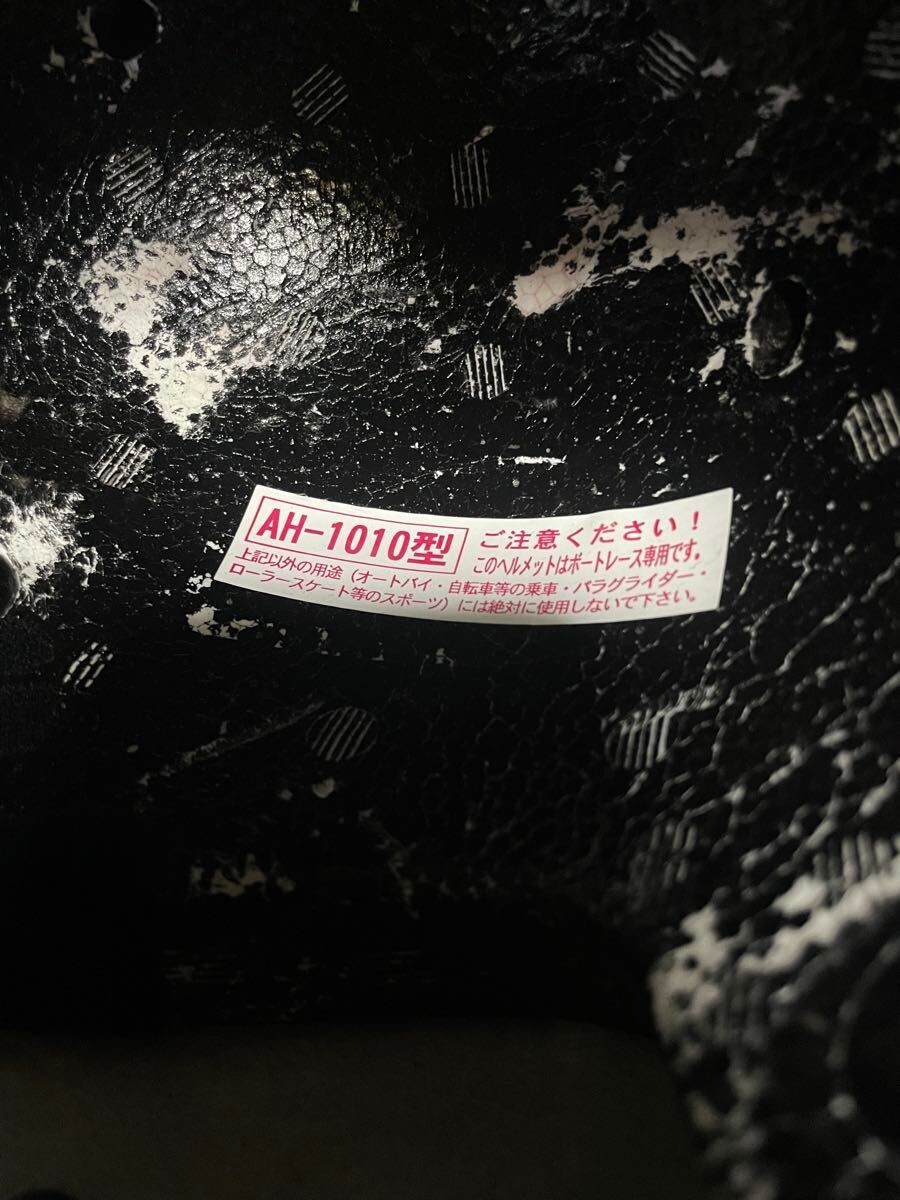 AH-1010型
ご注意ください！
このヘルメットはボートレース専用です。
上記以外の用途（オートバイ・自転車等の乗車・パラグライダー・
ローラースケート等のスポーツ）には絶対に使用しないで下さい。